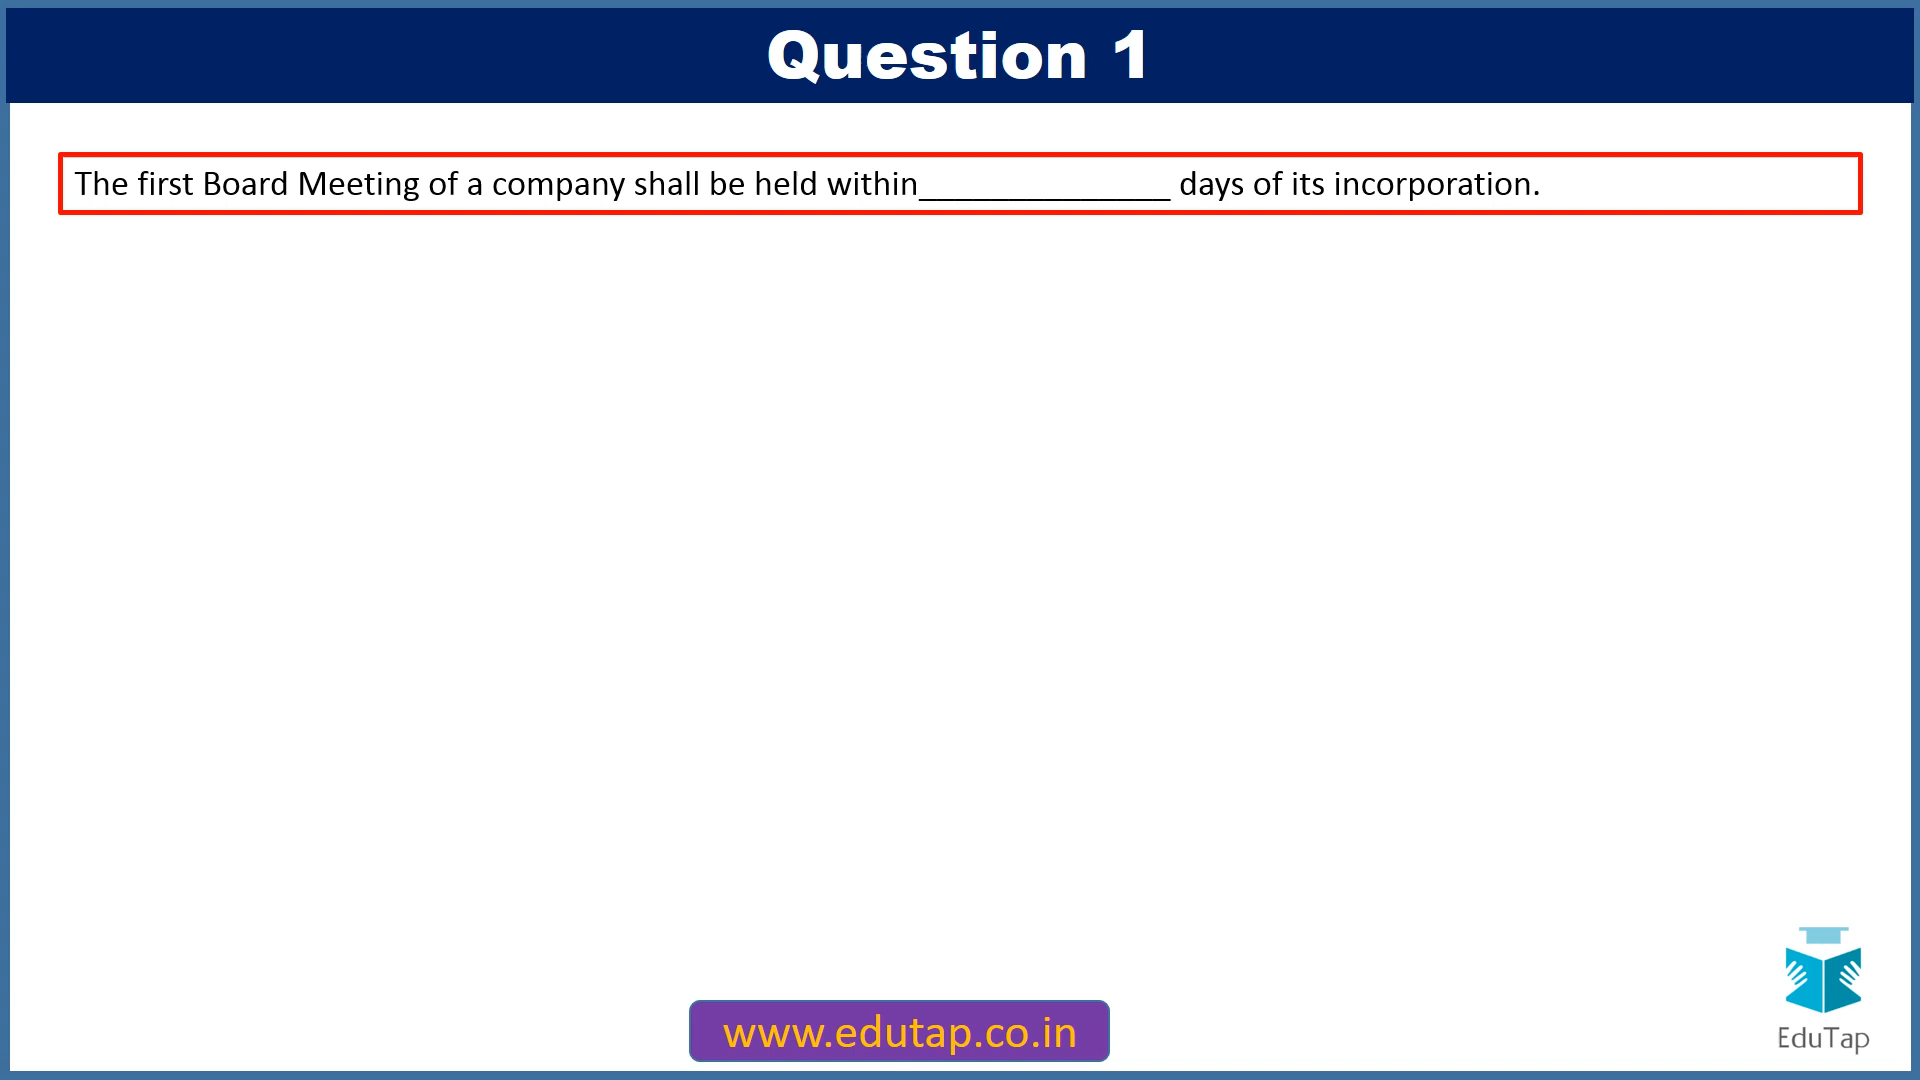 Question 1
The first Board Meeting of a company shall be held within______________ days of its incorporation.
www.edutap.co.in
EduTap